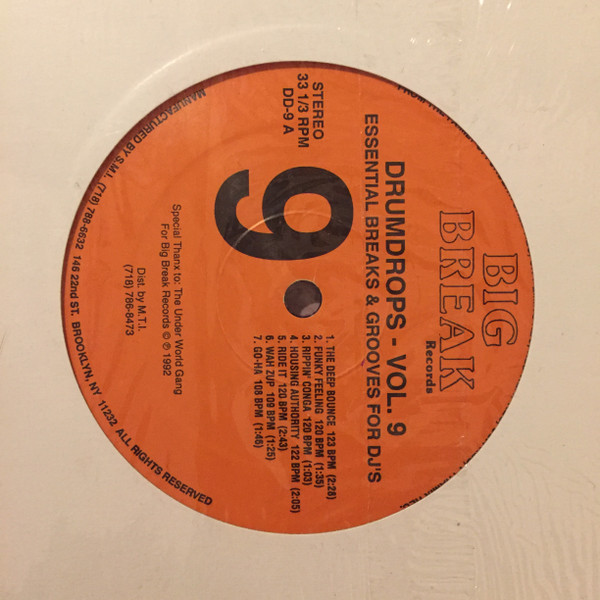 BIG
BREAK
Records
DRUMDROPS - VOL. 9
ESSENTIAL BREAKS & GROOVES FOR DJ'S
STEREO
33 1/3 RPM
DD-9 A
9
1. THE DEEP BOUNCE 123 BPM (2:28)
2. FUNKY FEELING 120 BPM (1:35)
3. RIPPIN' CONGA 120 BPM (1:03)
4. HOUSING AUTHORITY 122 BPM (2:05)
5. RIDE IT 120 BPM (2:43)
6. WAH ZUP 109 BPM (1:25)
7. GO-HA 108 BPM (1:45)
Special Thanx to: The Under World Gang
For Big Break Records © ℗ 1992
Dist. by M.T.I.
(718) 786-8473
MANUFACTURED BY S.M.I. (718) 788-6632 146 22nd ST. BROOKLYN, NY 11232 ALL RIGHTS RESERVED